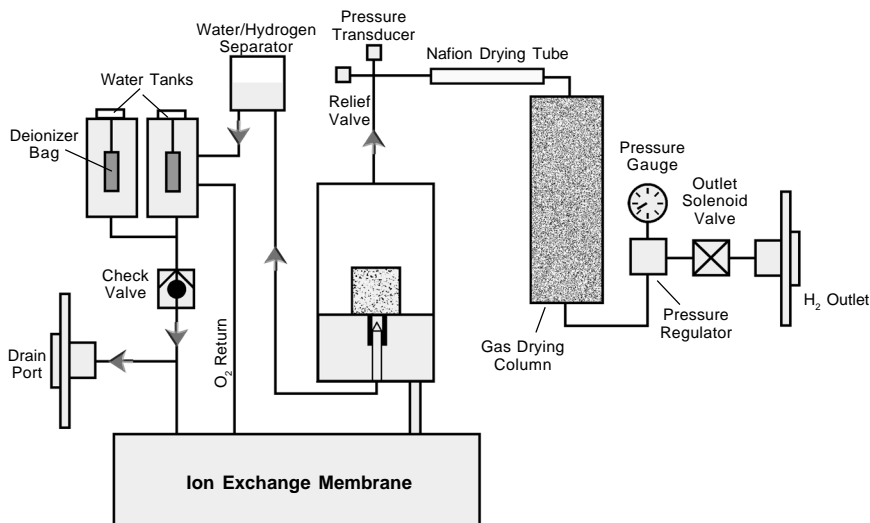 Water/Hydrogen
Separator
Pressure
Transducer
Nafion Drying Tube
Water Tanks
Relief
Valve
Deionizer
Bag
Pressure
Gauge
Outlet
Solenoid
Valve
Check
Valve
H2 Outlet
Pressure
Regulator
Drain
Port
O2 Return
Gas Drying
Column
Ion Exchange Membrane